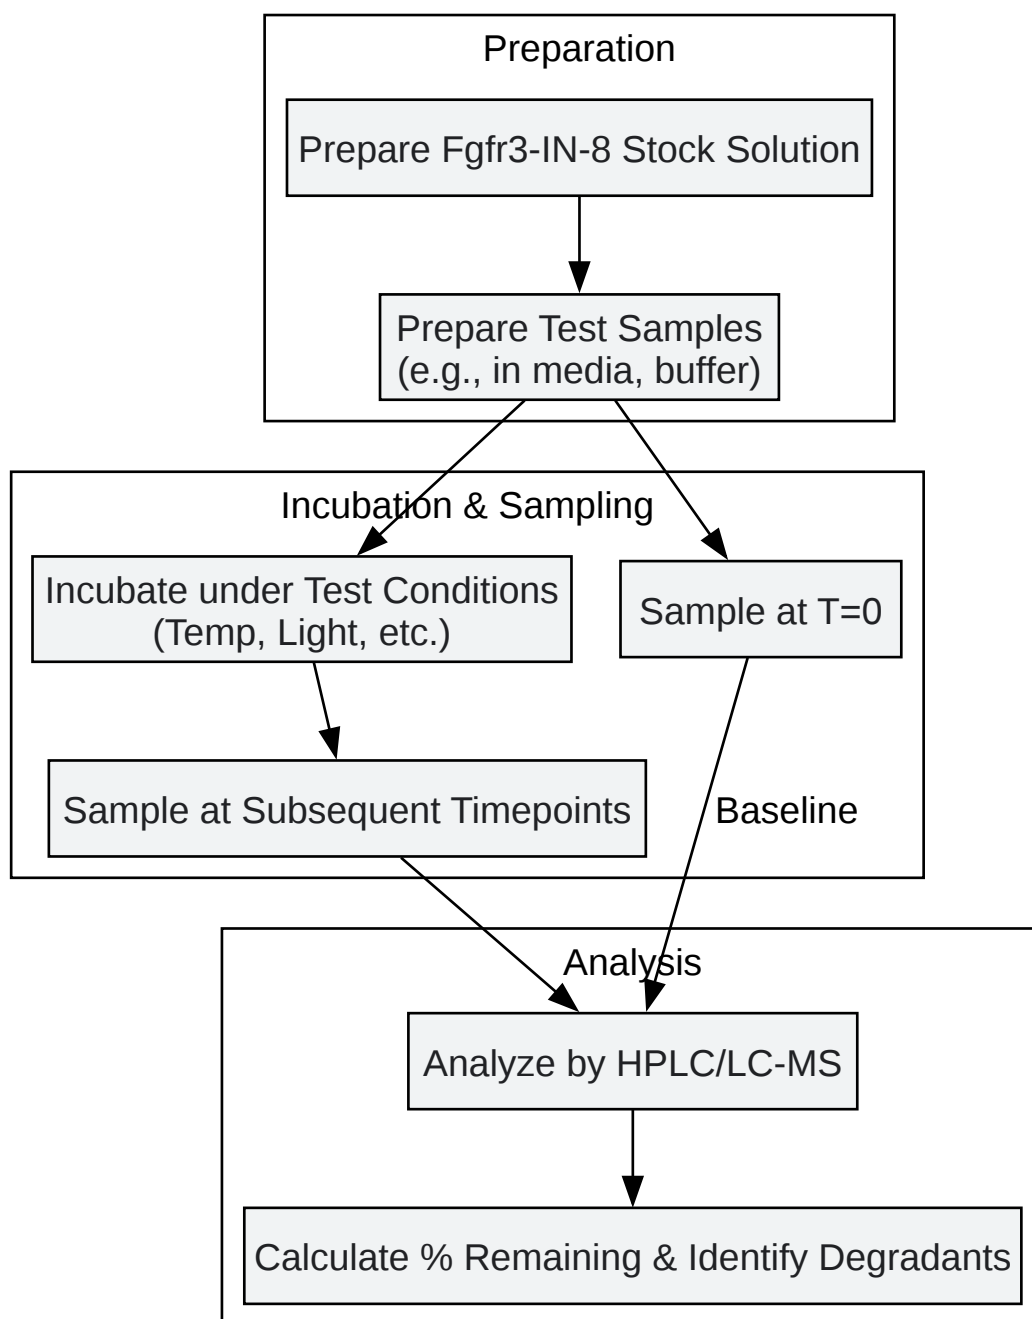 Preparation
Prepare Fgfr3-IN-8 Stock Solution
Prepare Test Samples
(e.g., in media, buffer)
Incubation & Sampling
Incubate under Test Conditions
(Temp, Light, etc.)
Sample at T=0
Sample at Subsequent Timepoints
Baseline
Analysis
Analyze by HPLC/LC-MS
Calculate % Remaining & Identify Degradants